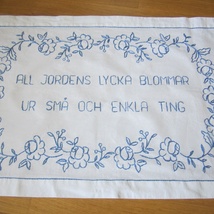 ALL JORDENS LYCKA BLOMMAR
UR SMÅ OCH ENKLA TING